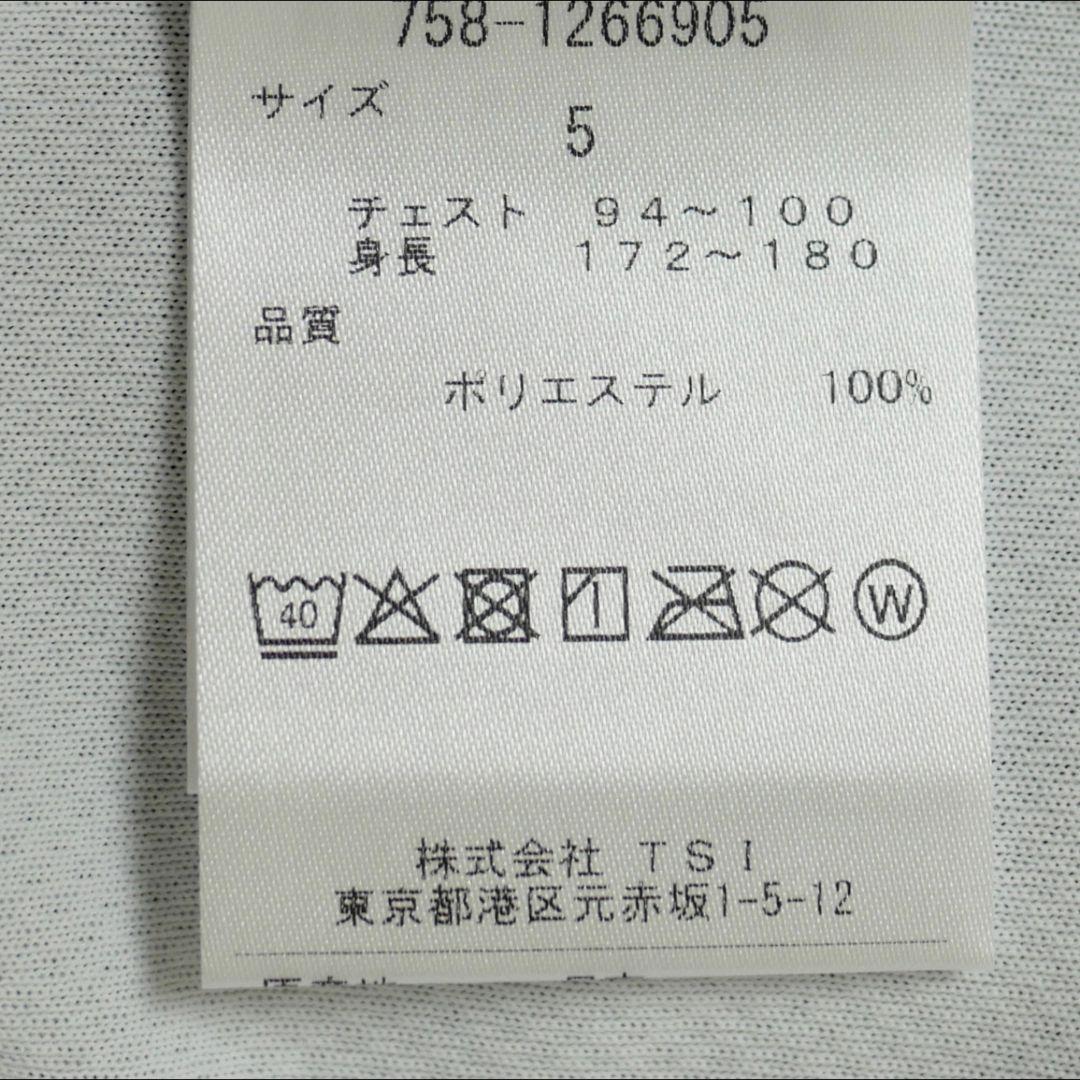 758-1266905
サイズ
5
チェスト 94~100
身長 172~180
品質
ポリエステル 100%
40 1 W
株式会社 TSI
東京都港区元赤坂1-5-12